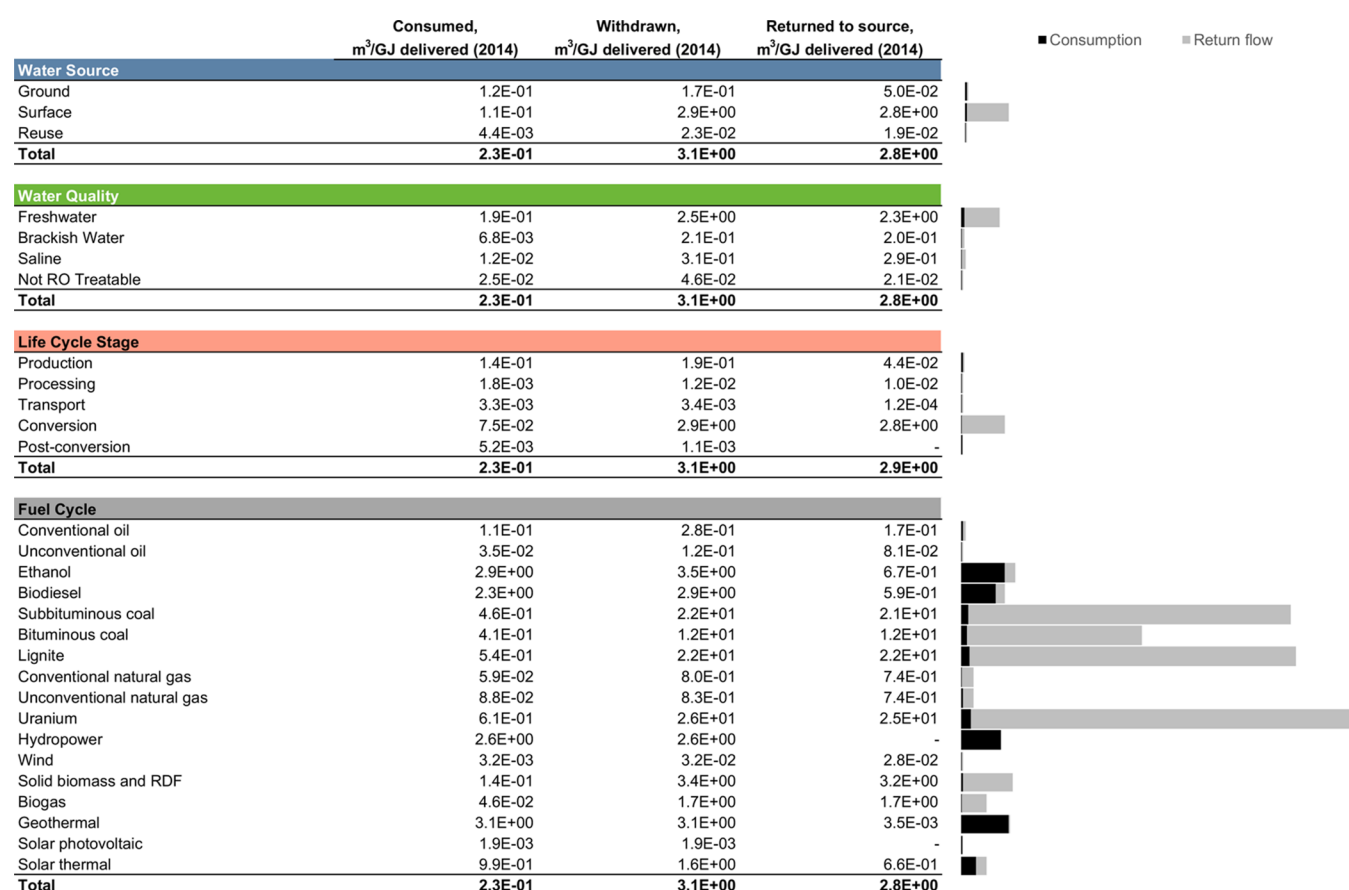 Consumed, Withdrawn, Returned to source,
m³/GJ delivered (2014) m³/GJ delivered (2014) m³/GJ delivered (2014)
Consumption Return flow
Water Source
Ground 1.2E-01 1.7E-01 5.0E-02
Surface 1.1E-01 2.9E+00 2.8E+00
Reuse 4.4E-03 2.3E-02 1.9E-02
Total 2.3E-01 3.1E+00 2.8E+00
Water Quality
Freshwater 1.9E-01 2.5E+00 2.3E+00
Brackish Water 6.8E-03 2.1E-01 2.0E-01
Saline 1.2E-02 3.1E-01 2.9E-01
Not RO Treatable 2.5E-02 4.6E-02 2.1E-02
Total 2.3E-01 3.1E+00 2.8E+00
Life Cycle Stage
Production 1.4E-01 1.9E-01 4.4E-02
Processing 1.8E-03 1.2E-02 1.0E-02
Transport 3.3E-03 3.4E-03 1.2E-04
Conversion 7.5E-02 2.9E+00 2.8E+00
Post-conversion 5.2E-03 1.1E-03 -
Total 2.3E-01 3.1E+00 2.9E+00
Fuel Cycle
Conventional oil 1.1E-01 2.8E-01 1.7E-01
Unconventional oil 3.5E-02 1.2E-01 8.1E-02
Ethanol 2.9E+00 3.5E+00 6.7E-01
Biodiesel 2.3E+00 2.9E+00 5.9E-01
Subbituminous coal 4.6E-01 2.2E+01 2.1E+01
Bituminous coal 4.1E-01 1.2E+01 1.2E+01
Lignite 5.4E-01 2.2E+01 2.2E+01
Conventional natural gas 5.9E-02 8.0E-01 7.4E-01
Unconventional natural gas 8.8E-02 8.3E-01 7.4E-01
Uranium 6.1E-01 2.6E+01 2.5E+01
Hydropower 2.6E+00 2.6E+00 -
Wind 3.2E-03 3.2E-02 2.8E-02
Solid biomass and RDF 1.4E-01 3.4E+00 3.2E+00
Biogas 4.6E-02 1.7E+00 1.7E+00
Geothermal 3.1E+00 3.1E+00 3.5E-03
Solar photovoltaic 1.9E-03 1.9E-03 -
Solar thermal 9.9E-01 1.6E+00 6.6E-01
Total 2.3E-01 3.1E+00 2.8E+00